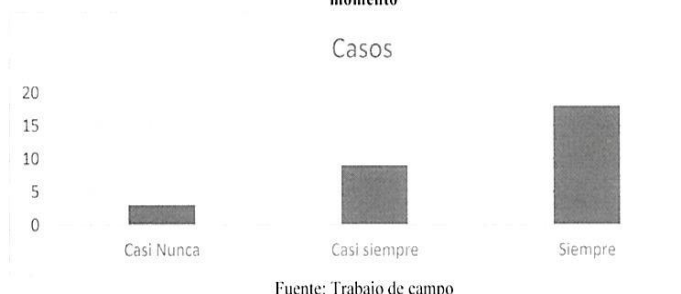 momento
Casos
20
15
10
5
0
Casi Nunca Casi siempre Siempre
Fuente: Trabajo de campo